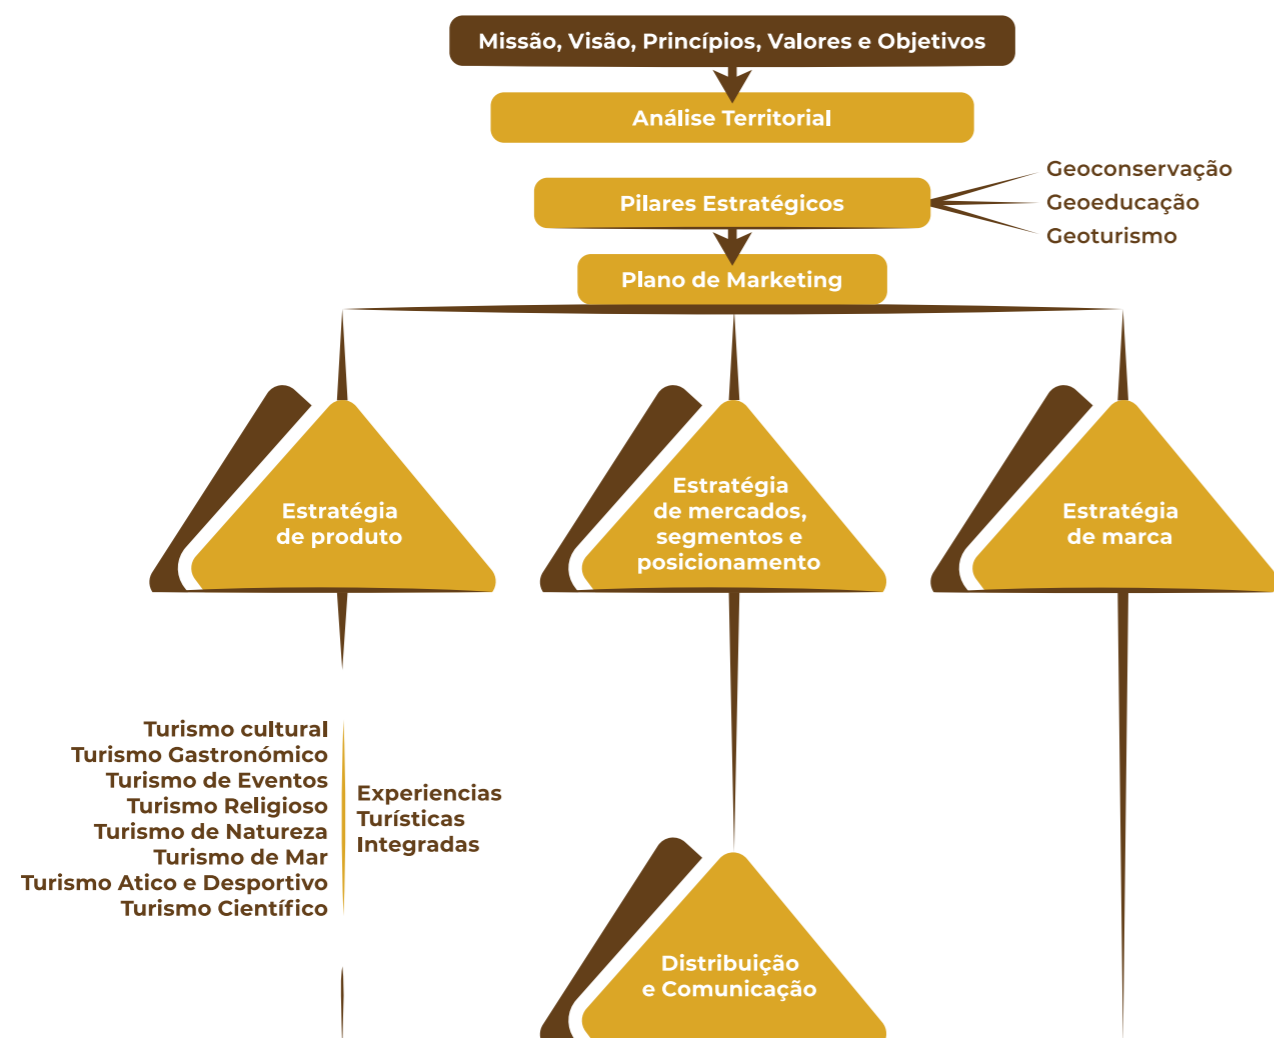 Missão, Visão, Princípios, Valores e Objetivos
Análise Territorial
Pilares Estratégicos
Geoconservação
Geoeducação
Geoturismo
Plano de Marketing
Estratégia
de produto
Estratégia
de mercados,
segmentos e
posicionamento
Estratégia
de marca
Turismo cultural
Turismo Gastronómico
Turismo de Eventos
Turismo Religioso
Turismo de Natureza
Turismo de Mar
Turismo Atico e Desportivo
Turismo Científico
Experiencias
Turísticas
Integradas
Distribuição
e Comunicação